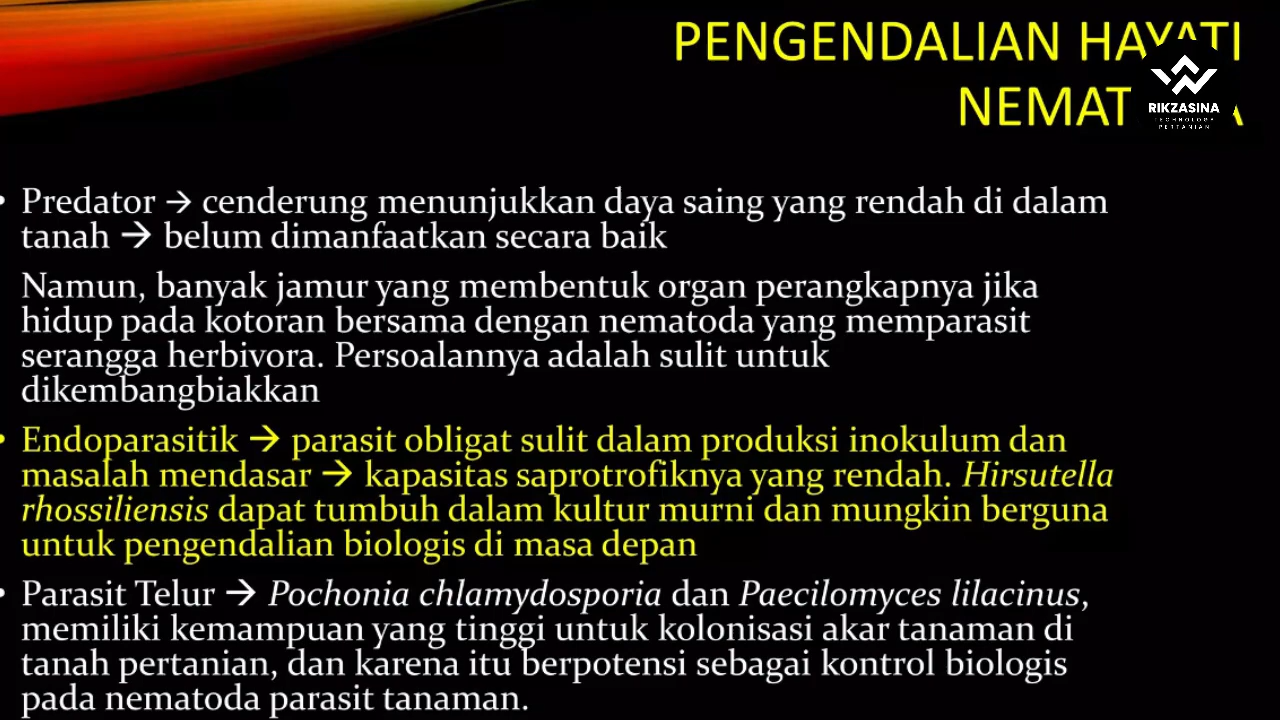 PENGENDALIAN HAYATI
NEMAT
RIKZASINA
TECHNOLOGY
PERTANIAN
• Predator → cenderung menunjukkan daya saing yang rendah di dalam
tanah → belum dimanfaatkan secara baik
Namun, banyak jamur yang membentuk organ perangkapnya jika
hidup pada kotoran bersama dengan nematoda yang memparasit
serangga herbivora. Persoalannya adalah sulit untuk
dikembangbiakkan
• Endoparasitik → parasit obligat sulit dalam produksi inokulum dan
masalah mendasar → kapasitas saprotrofiknya yang rendah. Hirsutella
rhossiliensis dapat tumbuh dalam kultur murni dan mungkin berguna
untuk pengendalian biologis di masa depan
• Parasit Telur → Pochonia chlamydosporia dan Paecilomyces lilacinus,
memiliki kemampuan yang tinggi untuk kolonisasi akar tanaman di
tanah pertanian, dan karena itu berpotensi sebagai kontrol biologis
pada nematoda parasit tanaman.